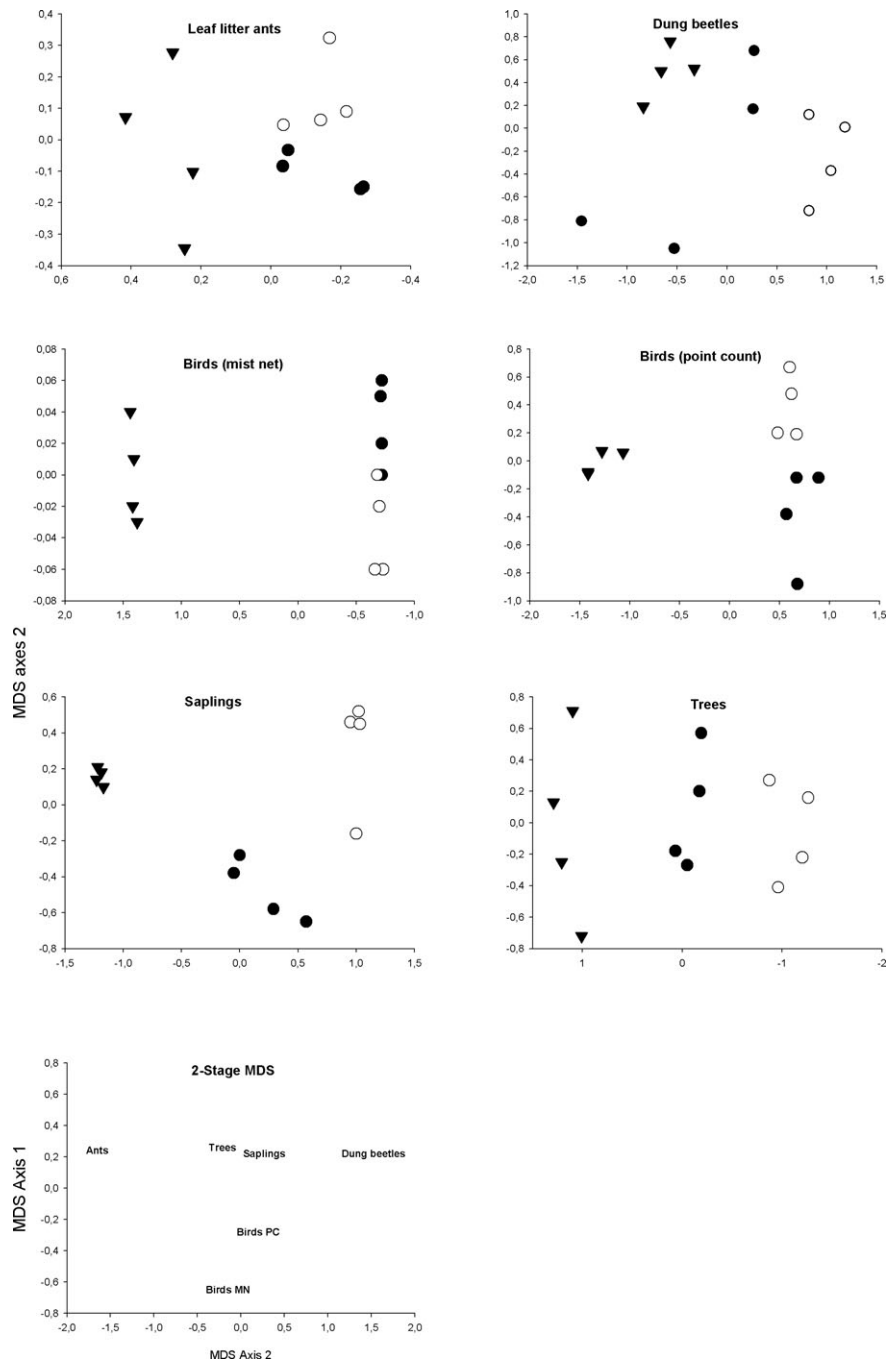 Leaf litter ants
0,4
0,3
0,2
0,1
0,0
-0,1
-0,2
-0,3
-0,4
0,6 0,4 0,2 0,0 -0,2 -0,4
Dung beetles
1,0
0,8
0,6
0,4
0,2
0,0
-0,2
-0,4
-0,6
-0,8
-1,0
-1,2
-1,5 -1,0 -0,5 0,0 0,5 1,0 1,5
Birds (mist net)
0,08
0,06
0,04
0,02
0,00
-0,02
-0,04
-0,06
-0,08
2,0 1,5 1,0 0,5 0,0 -0,5 -1,0
Birds (point count)
0,8
0,6
0,4
0,2
0,0
-0,2
-0,4
-0,6
-0,8
-1,0
-2,0 -1,5 -1,0 -0,5 0,0 0,5 1,0 1,5
MDS axes 2
Saplings
0,6
0,4
0,2
0,0
-0,2
-0,4
-0,6
-0,8
-1,5 -1,0 -0,5 0,0 0,5 1,0 1,5
Trees
0,8
0,6
0,4
0,2
0,0
-0,2
-0,4
-0,6
-0,8
1 0 -1 -2
2-Stage MDS
0,8
0,6
0,4
0,2
0,0
-0,2
-0,4
-0,6
-0,8
MDS Axis 1
Ants
Trees
Saplings
Dung beetles
Birds PC
Birds MN
-2,0 -1,5 -1,0 -0,5 0,0 0,5 1,0 1,5 2,0
MDS Axis 2